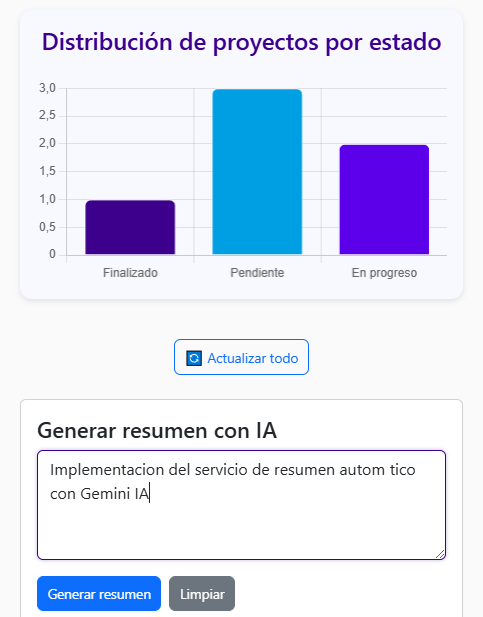 Distribución de proyectos por estado
3,0
2,5
2,0
1,5
1,0
0,5
0
Finalizado Pendiente En progreso
Actualizar todo
Generar resumen con IA
Implementacion del servicio de resumen autom tico
con Gemini IA
Generar resumen Limpiar